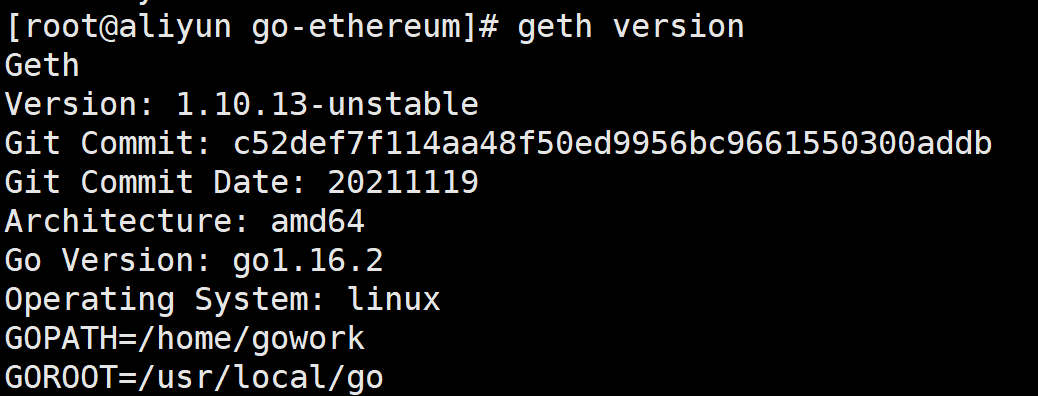 [root@aliyun go-ethereum]# geth version
Geth
Version: 1.10.13-unstable
Git Commit: c52def7f114aa48f50ed9956bc9661550300addb
Git Commit Date: 20211119
Architecture: amd64
Go Version: go1.16.2
Operating System: linux
GOPATH=/home/gowork
GOROOT=/usr/local/go